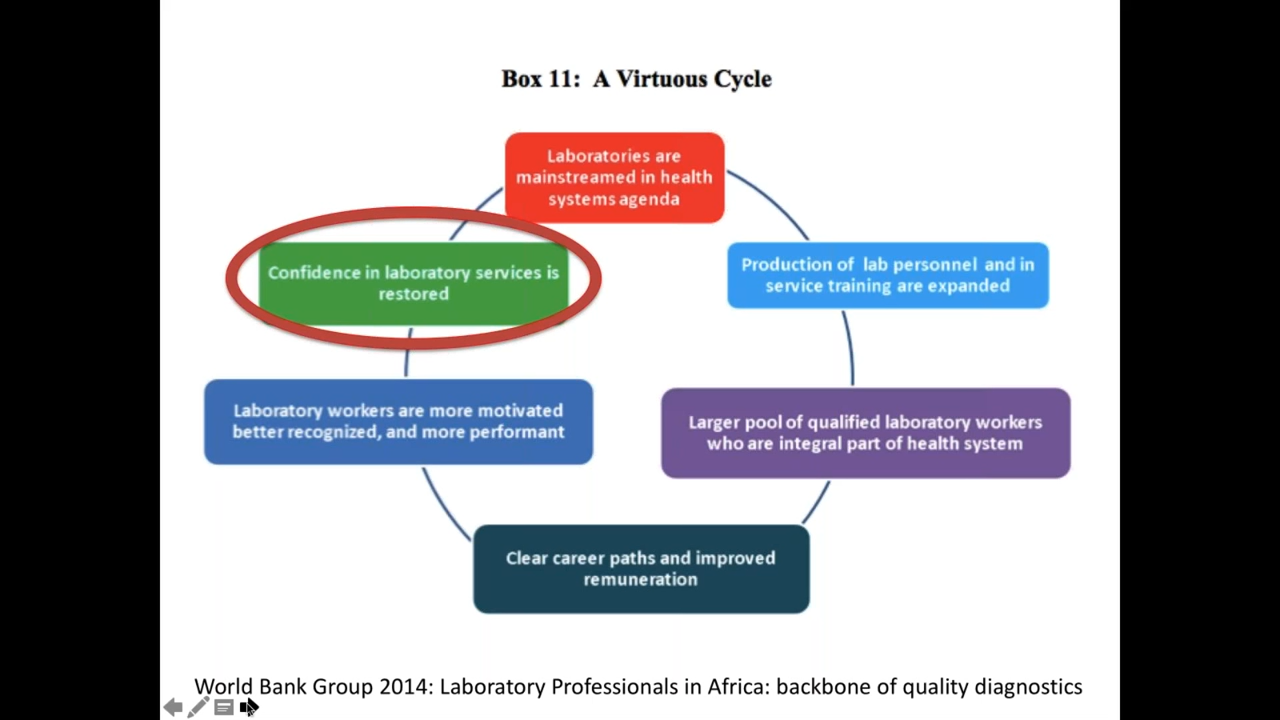 Box 11: A Virtuous Cycle
Laboratories are
mainstreamed in health
systems agenda
Production of lab personnel and in
service training are expanded
Larger pool of qualified laboratory workers
who are integral part of health system
Clear career paths and improved
remuneration
Laboratory workers are more motivated
better recognized, and more performant
Confidence in laboratory services is
restored
World Bank Group 2014: Laboratory Professionals in Africa: backbone of quality diagnostics